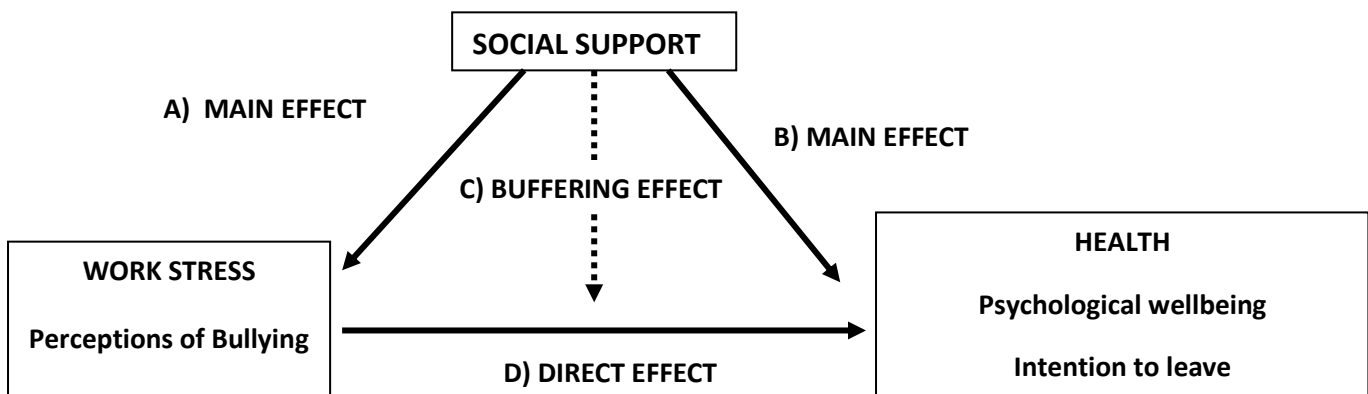 SOCIAL SUPPORT
A) MAIN EFFECT
B) MAIN EFFECT
C) BUFFERING EFFECT
WORK STRESS
Perceptions of Bullying
HEALTH
Psychological wellbeing
Intention to leave
D) DIRECT EFFECT